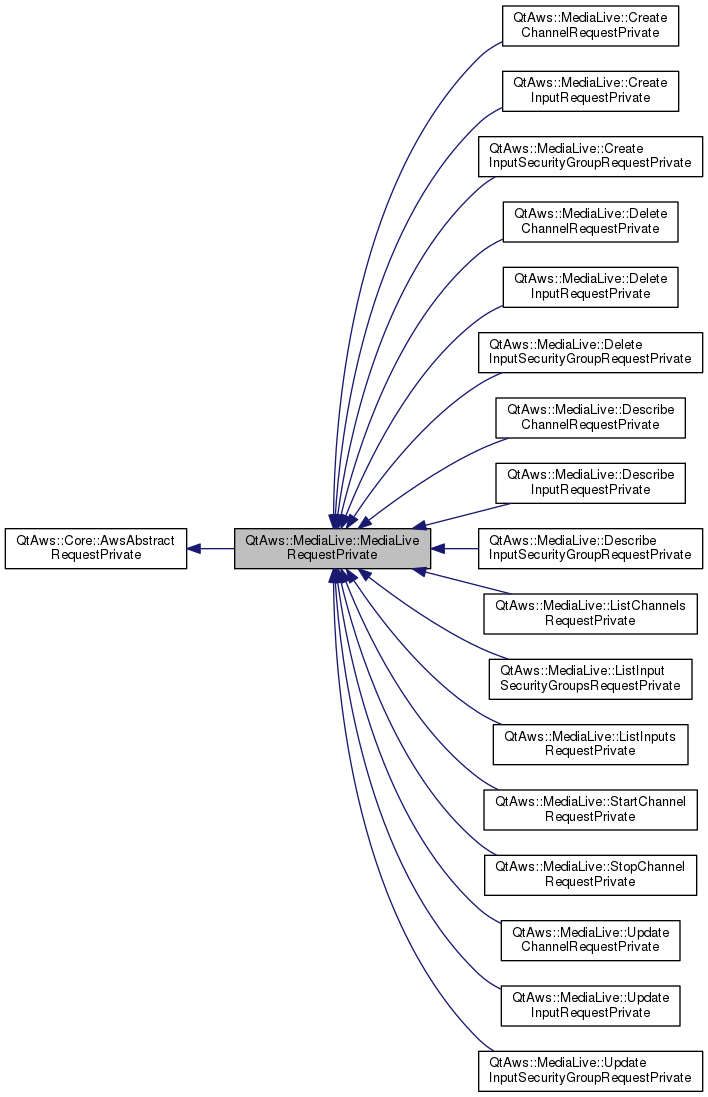 QtAws::MediaLive::Create
ChannelRequestPrivate
QtAws::MediaLive::Create
InputRequestPrivate
QtAws::MediaLive::Create
InputSecurityGroupRequestPrivate
QtAws::MediaLive::Delete
ChannelRequestPrivate
QtAws::MediaLive::Delete
InputRequestPrivate
QtAws::MediaLive::Delete
InputSecurityGroupRequestPrivate
QtAws::MediaLive::Describe
ChannelRequestPrivate
QtAws::MediaLive::Describe
InputRequestPrivate
QtAws::Core::AwsAbstract
RequestPrivate
QtAws::MediaLive::MediaLive
RequestPrivate
QtAws::MediaLive::Describe
InputSecurityGroupRequestPrivate
QtAws::MediaLive::ListChannels
RequestPrivate
QtAws::MediaLive::ListInput
SecurityGroupsRequestPrivate
QtAws::MediaLive::ListInputs
RequestPrivate
QtAws::MediaLive::StartChannel
RequestPrivate
QtAws::MediaLive::StopChannel
RequestPrivate
QtAws::MediaLive::Update
ChannelRequestPrivate
QtAws::MediaLive::Update
InputRequestPrivate
QtAws::MediaLive::Update
InputSecurityGroupRequestPrivate